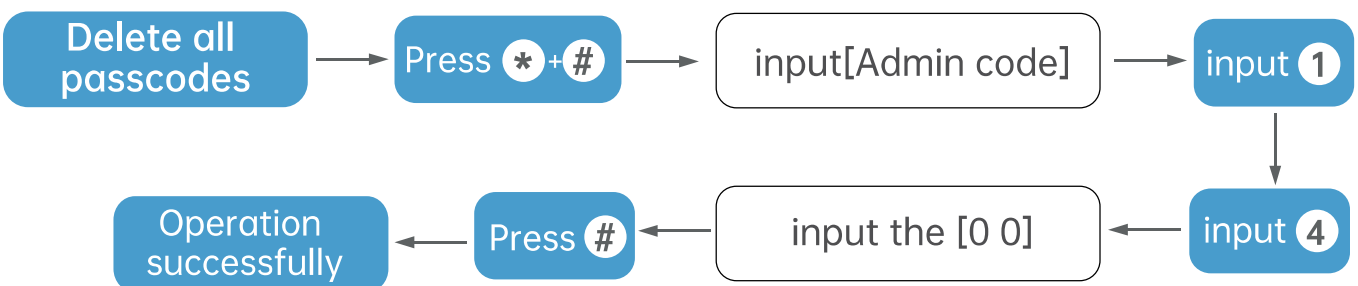 Delete all
passcodes
Press * + #
input[Admin code]
input 1
input 4
input the [0 0]
Press #
Operation
successfully